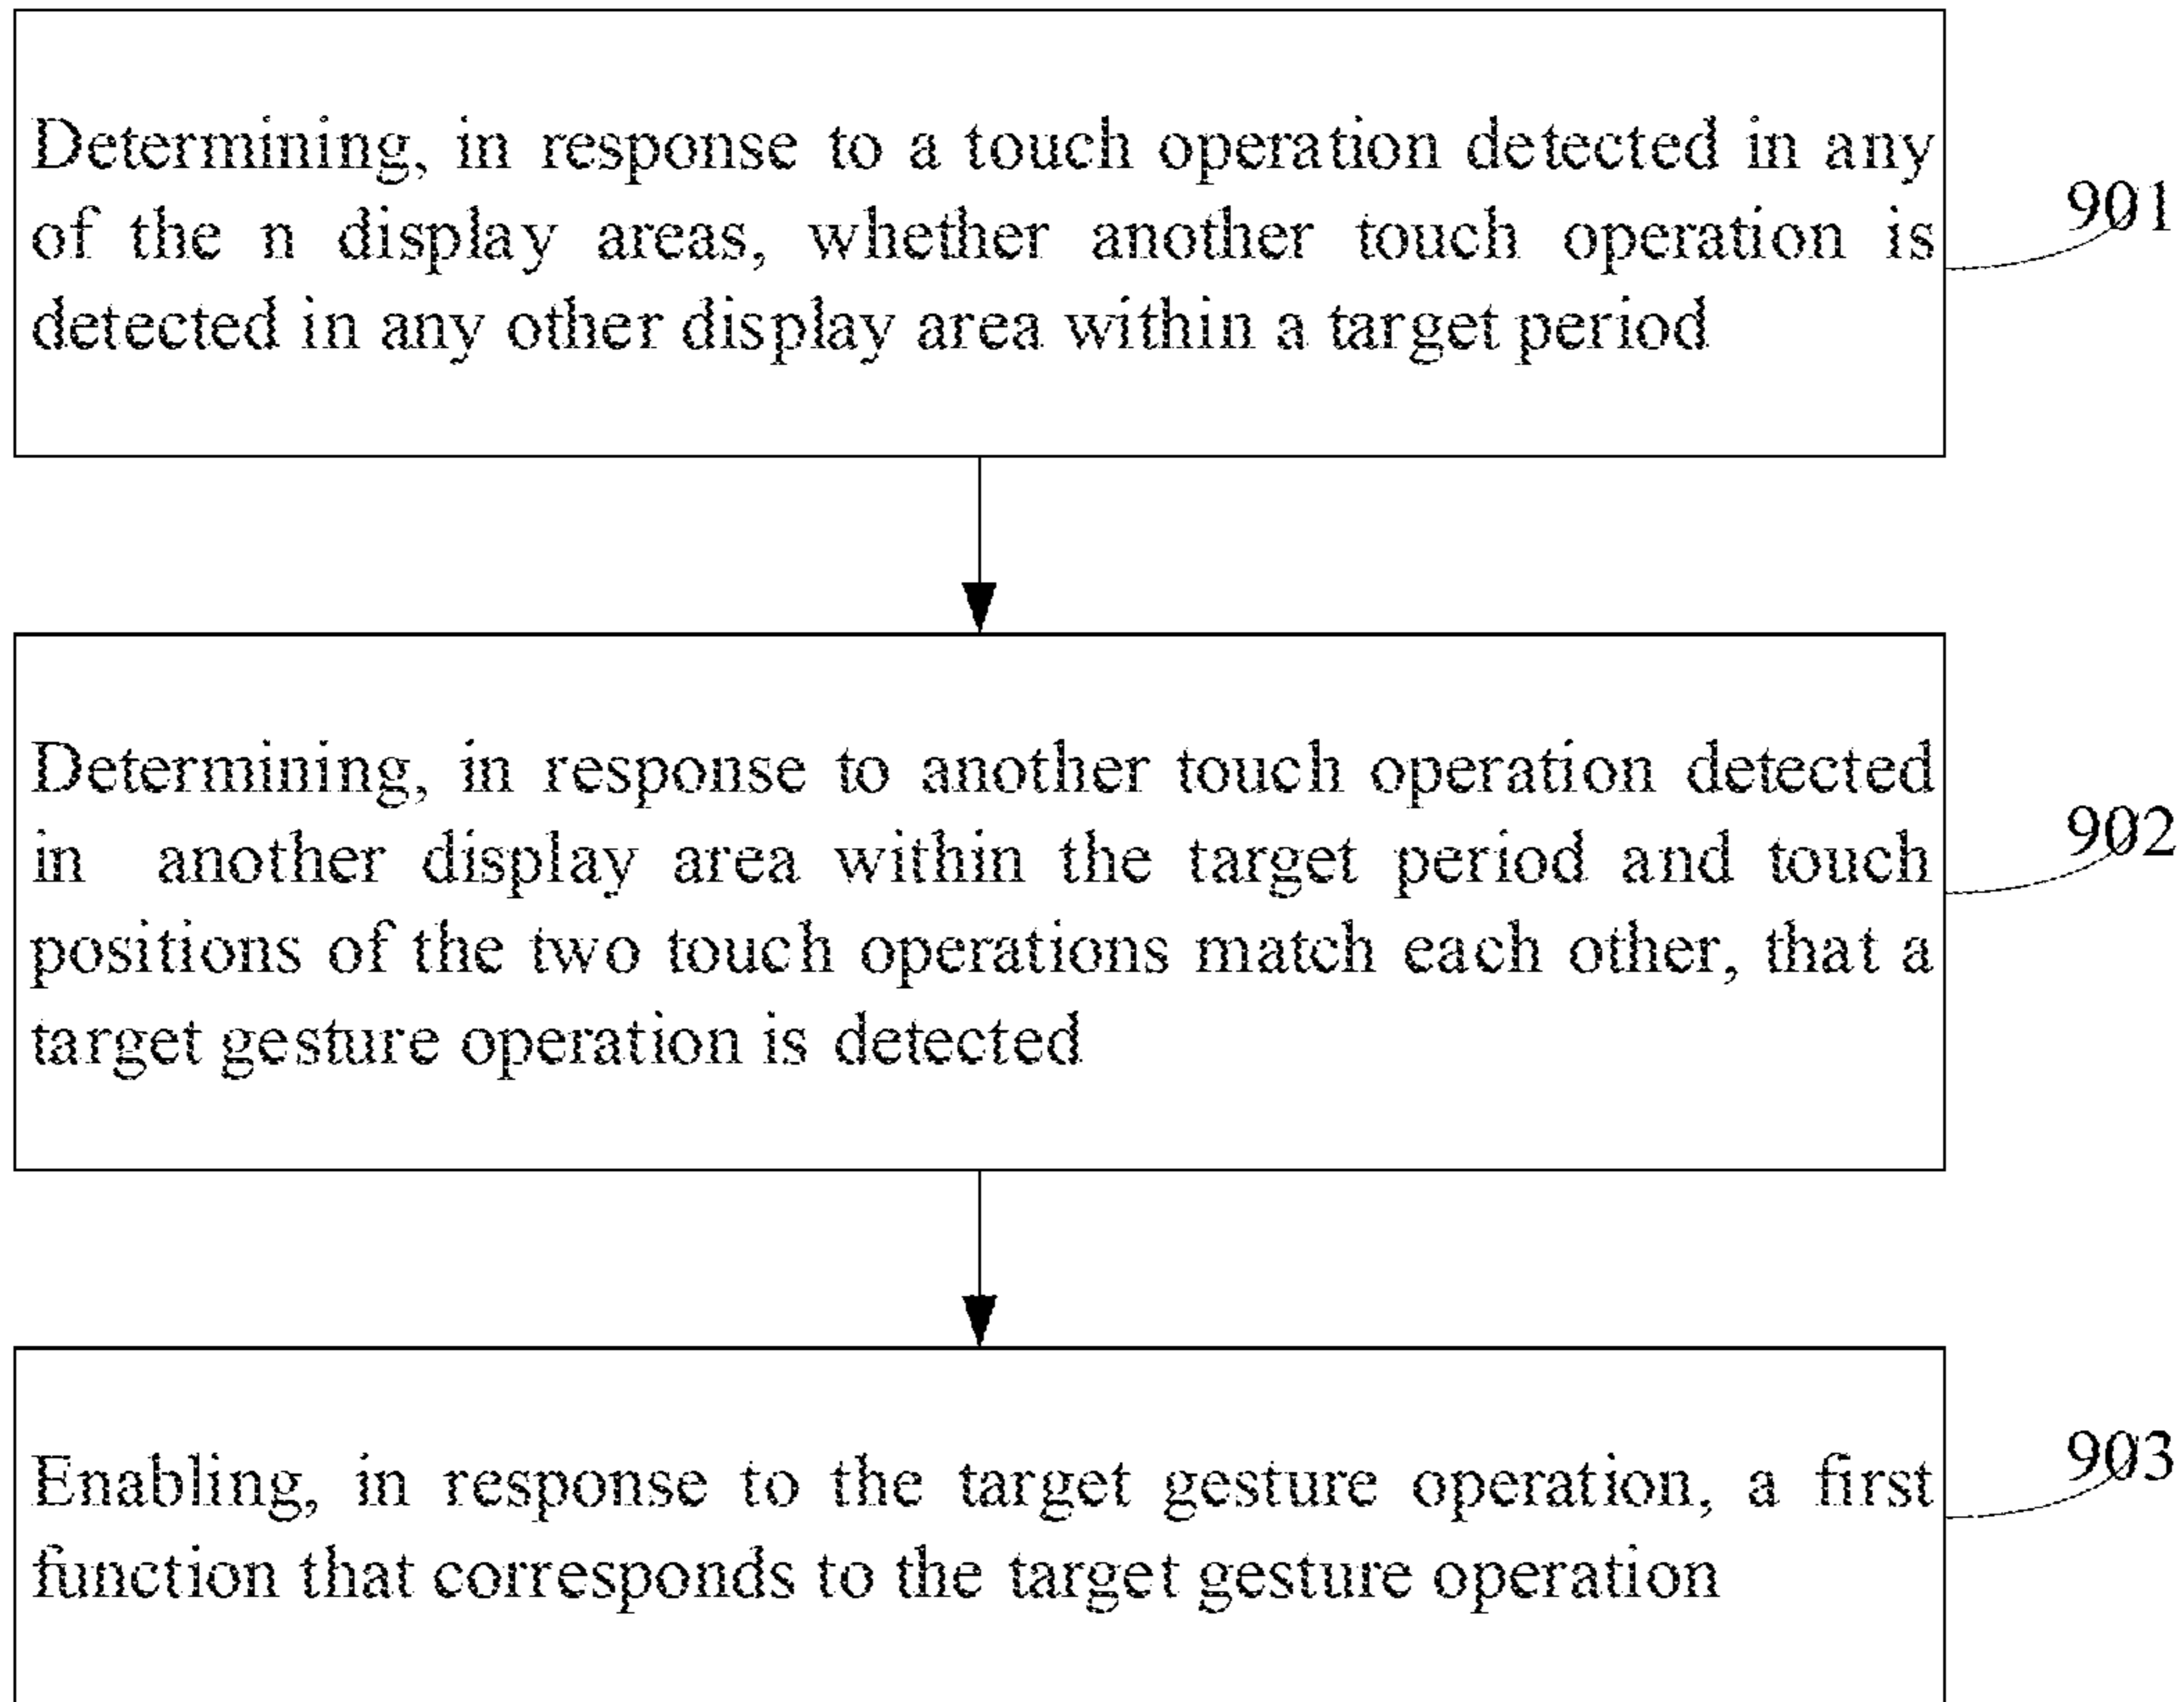 Determining, in response to a touch operation detected in any
of the n display areas, whether another touch operation is
detected in any other display area within a target period
901
Determining, in response to another touch operation detected
in another display area within the target period and touch
positions of the two touch operations match each other, that a
target gesture operation is detected
902
Enabling, in response to the target gesture operation, a first
function that corresponds to the target gesture operation
903